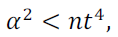 α² < nt⁴,